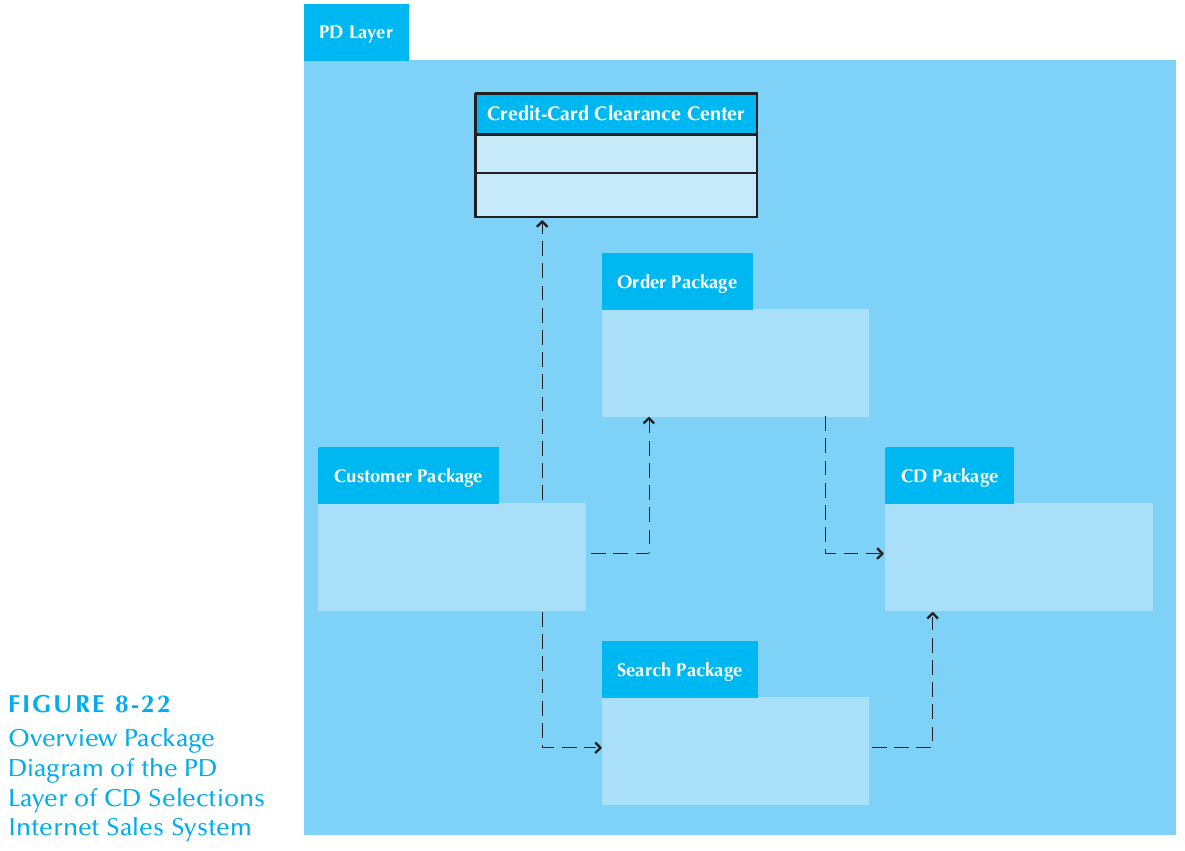 PD Layer
Credit-Card Clearance Center
Order Package
Customer Package
CD Package
Search Package
FIGURE 8-22
Overview Package
Diagram of the PD
Layer of CD Selections
Internet Sales System